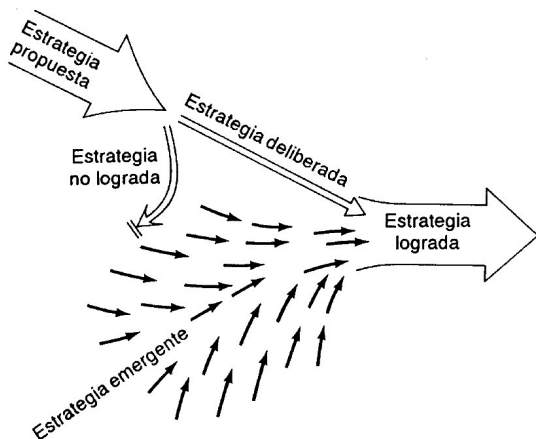 Estrategia
propuesta
Estrategia deliberada
Estrategia
no lograda
Estrategia
lograda
Estrategia emergente